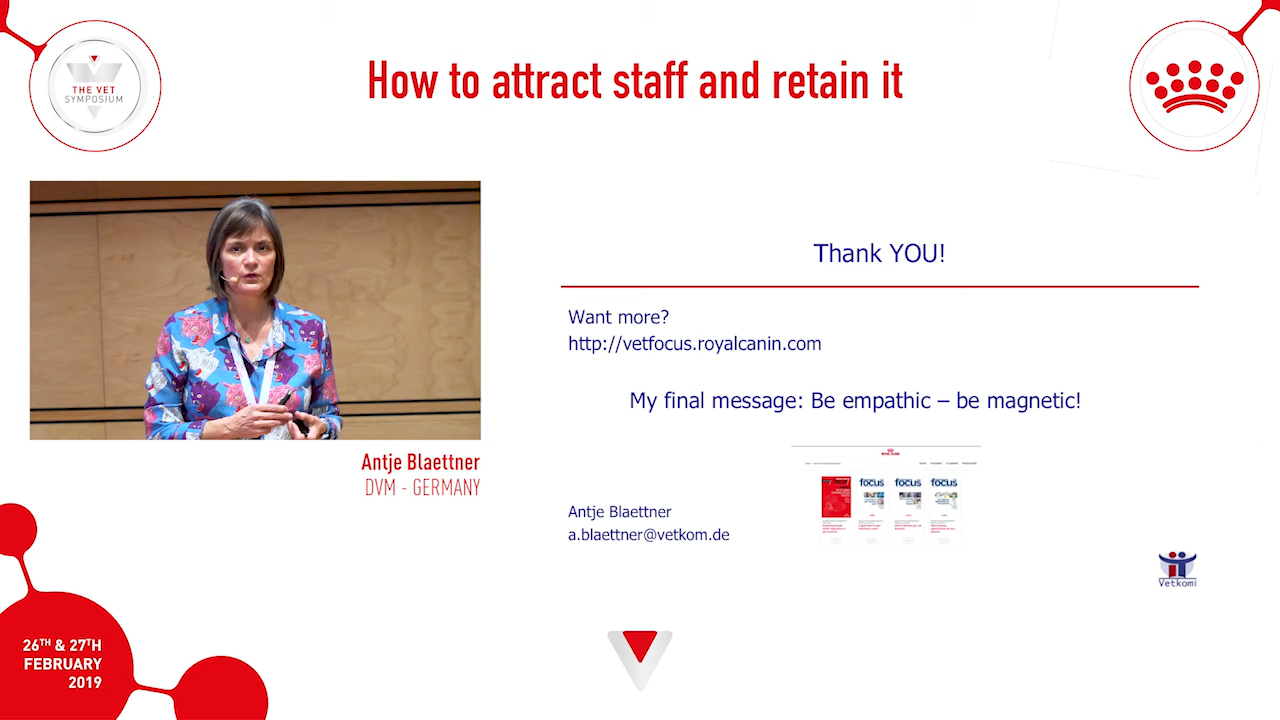 THE VET
SYMPOSIUM
How to attract staff and retain it
Antje Blaettner
DVM - GERMANY
Thank YOU!
Want more?
http://vetfocus.royalcanin.com
My final message: Be empathic – be magnetic!
ROYAL CANIN
focus focus focus
Antje Blaettner
a.blaettner@vetkom.de
Vetkom
26TH & 27TH
FEBRUARY
2019